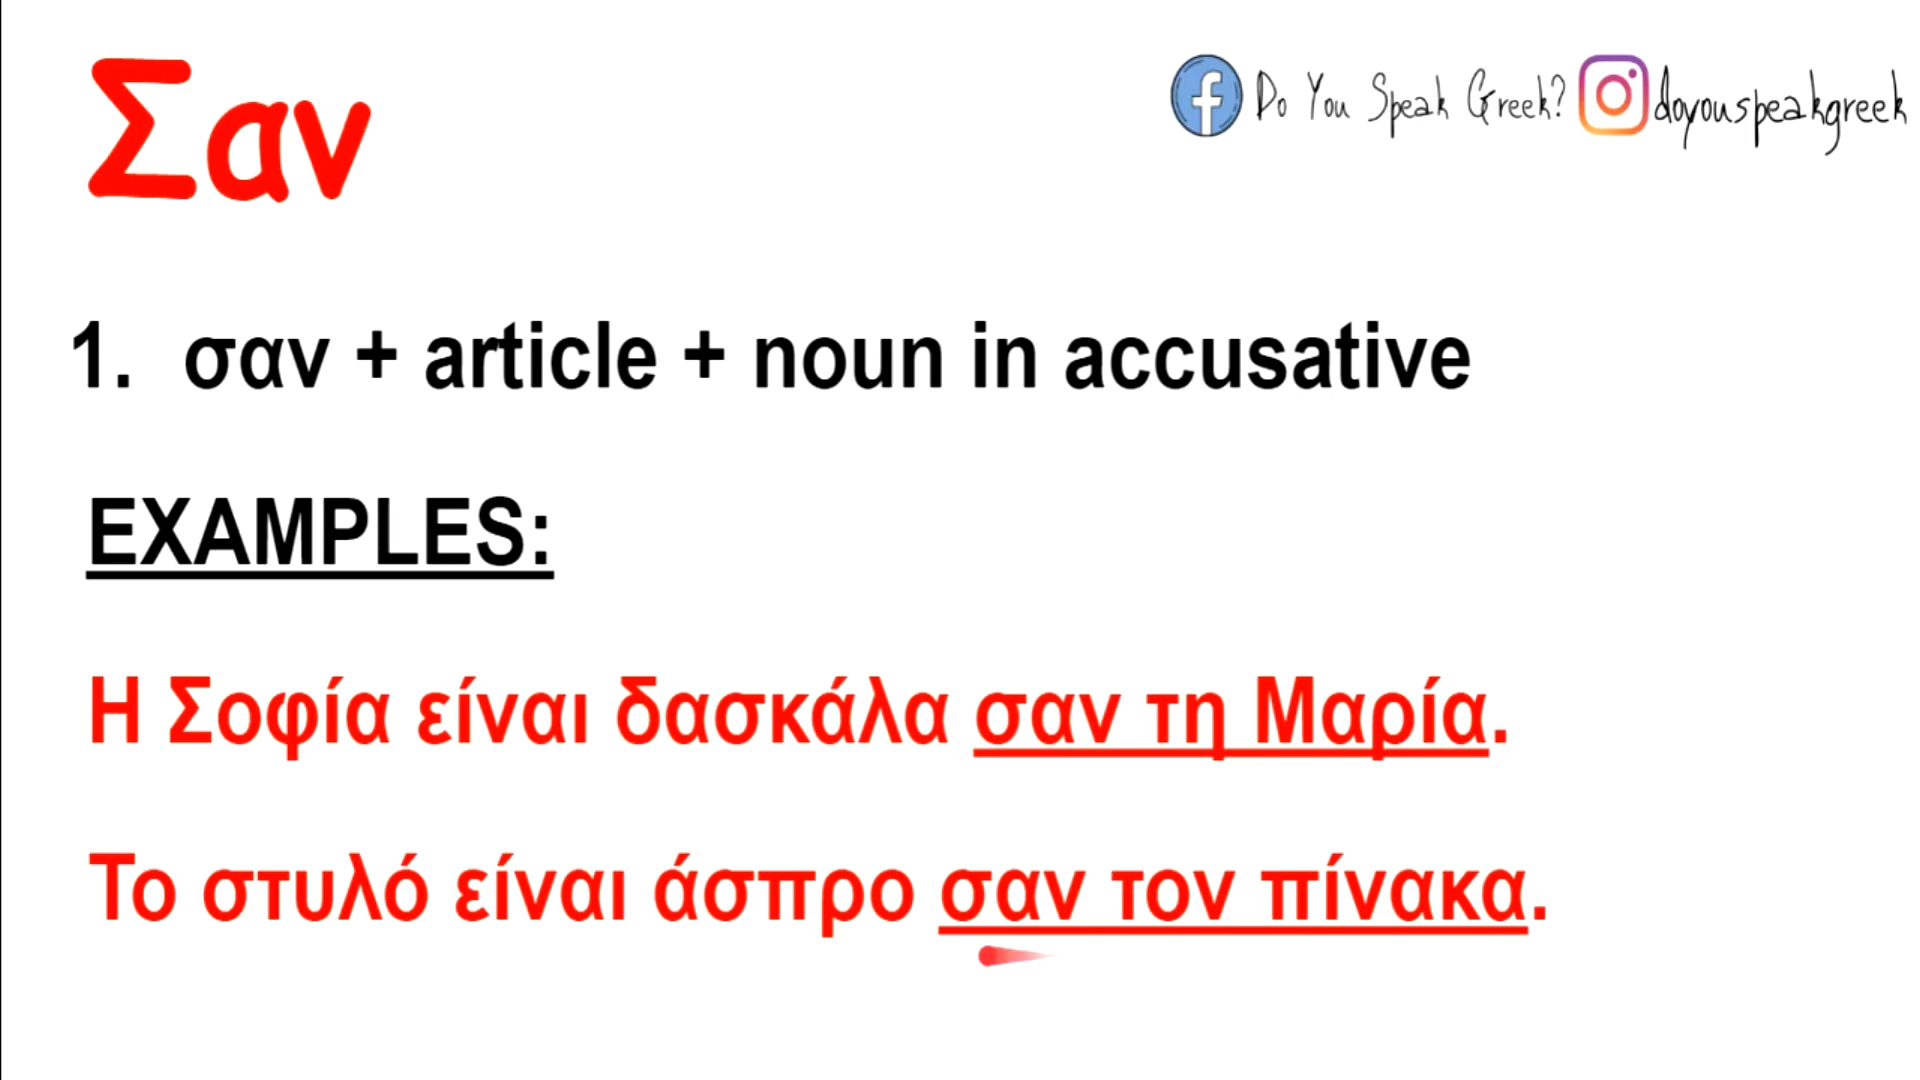 Σαν
Do You Speak Greek? doyouspeakgreek
1. σαν + article + noun in accusative
EXAMPLES:
Η Σοφία είναι δασκάλα σαν τη Μαρία.
Το στυλό είναι άσπρο σαν τον πίνακα.